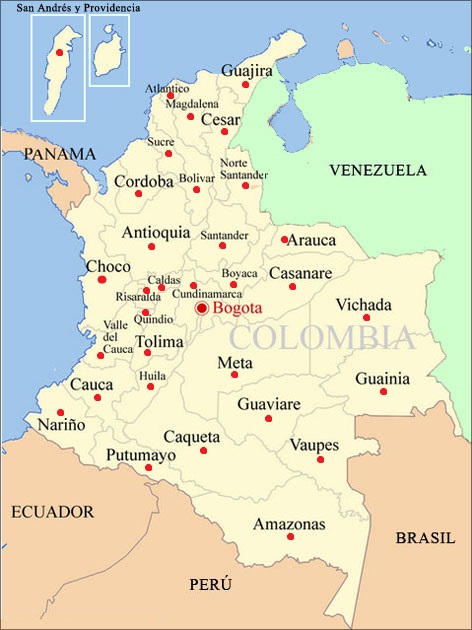 San Andrés y Providencia
Guajira
Atlantico
Magdalena
Cesar
PANAMA
Sucre
Norte
Santander
VENEZUELA
Cordoba
Bolivar
Antioquia
Santander
Arauca
Choco
Caldas
Boyaca
Casanare
Risaralda
Cundinamarca
Quindio
Bogota
Vichada
Valle
del
Cauca
Tolima
COLOMBIA
Meta
Huila
Guainia
Cauca
Guaviare
Nariño
Caqueta
Vaupes
Putumayo
ECUADOR
Amazonas
BRASIL
PERÚ